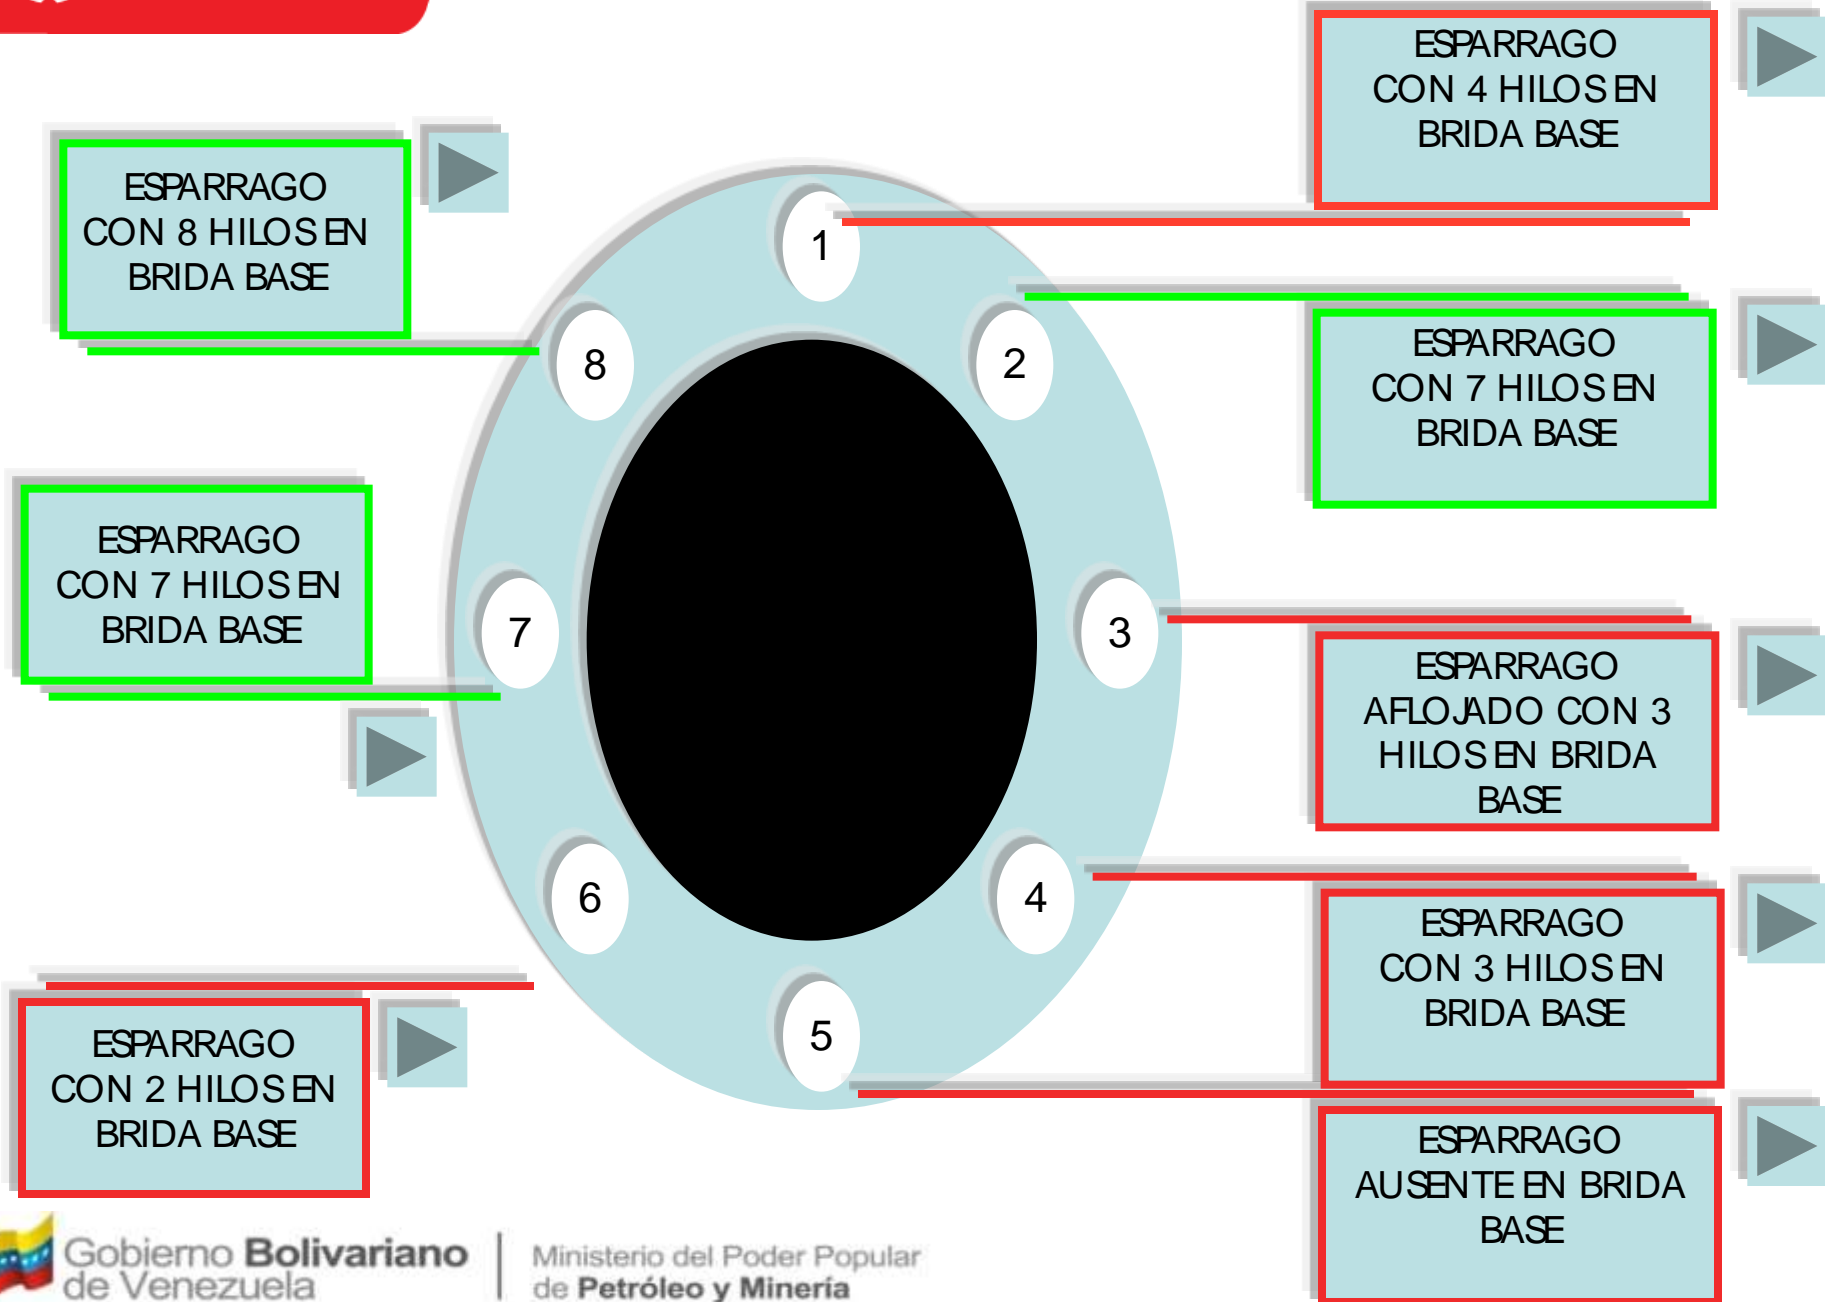 ESPARRAGO
CON 4 HILOS EN
BRIDA BASE
ESPARRAGO
CON 8 HILOS EN
BRIDA BASE
1
8
2
ESPARRAGO
CON 7 HILOS EN
BRIDA BASE
ESPARRAGO
CON 7 HILOS EN
BRIDA BASE
7
3
ESPARRAGO
AFLOJADO CON 3
HILOS EN BRIDA
BASE
6
4
ESPARRAGO
CON 3 HILOS EN
BRIDA BASE
5
ESPARRAGO
CON 2 HILOS EN
BRIDA BASE
ESPARRAGO
AUSENTE EN BRIDA
BASE
Gobierno Bolivariano
de Venezuela
Ministerio del Poder Popular
de Petróleo y Minería